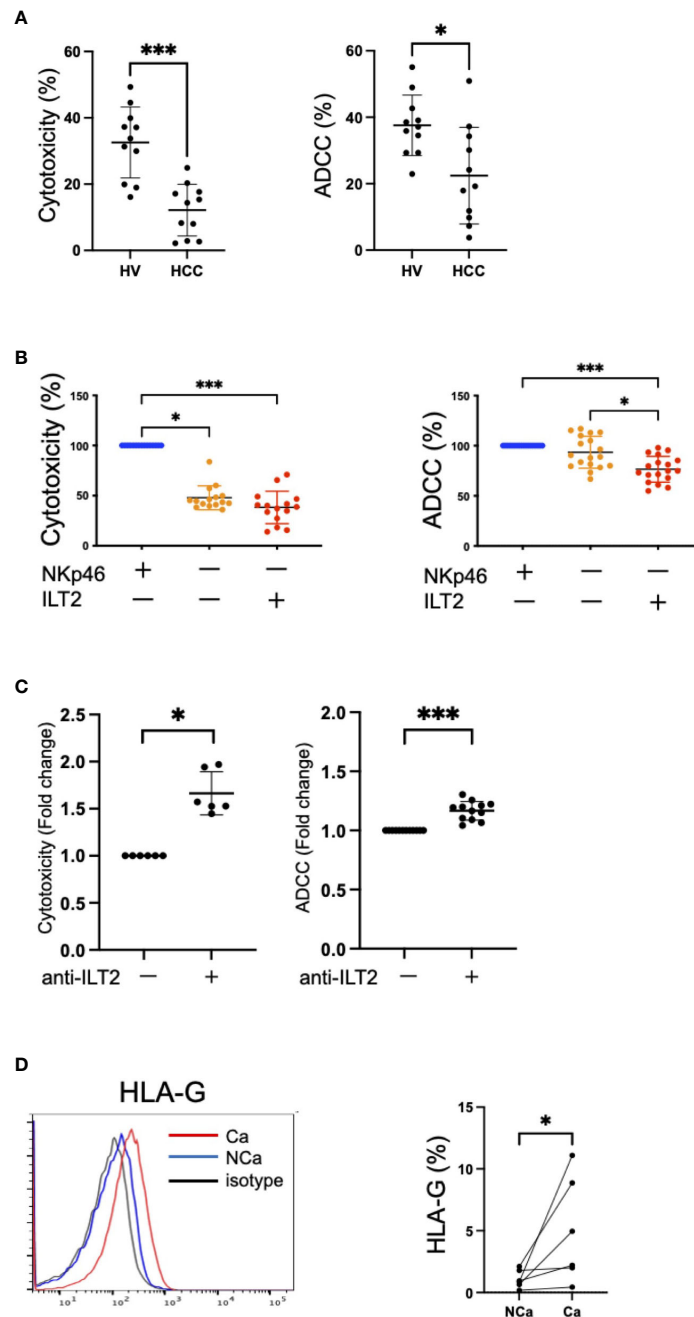 A
Cytotoxicity (%)
60
40
20
0
***
HV HCC
ADCC (%)
60
40
20
0
*
HV HCC
B
Cytotoxicity (%)
150
100
50
0
***
*
NKp46 + — —
ILT2 — — +
ADCC (%)
150
100
50
0
***
*
NKp46 + — —
ILT2 — — +
C
Cytotoxicity (Fold change)
2.5
2.0
1.5
1.0
0.5
0.0
*
anti-ILT2 — +
ADCC (Fold change)
2.0
1.5
1.0
0.5
0.0
***
anti-ILT2 — +
D
HLA-G
Ca
NCa
isotype
10¹ 10² 10³ 10⁴ 10⁵
HLA-G (%)
15
10
5
0
*
NCa Ca